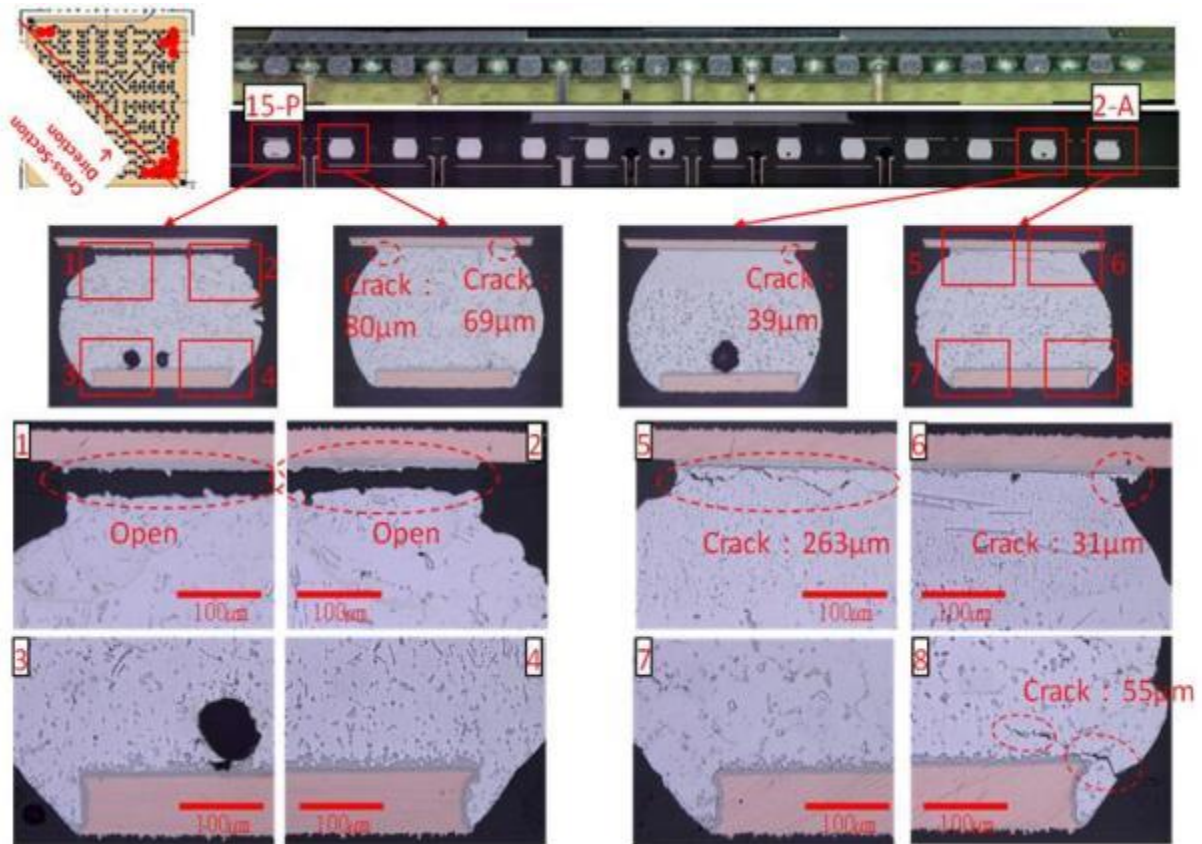 Cross-Section
Direction
15-P
2-A
1
2
3
4
Crack :
80μm
Crack :
69μm
Crack :
39μm
5
6
7
8
1
2
Open
Open
100μm
100μm
5
6
Crack : 263μm
Crack : 31μm
100μm
100μm
3
4
100μm
100μm
7
8
Crack : 55μm
100μm
100μm